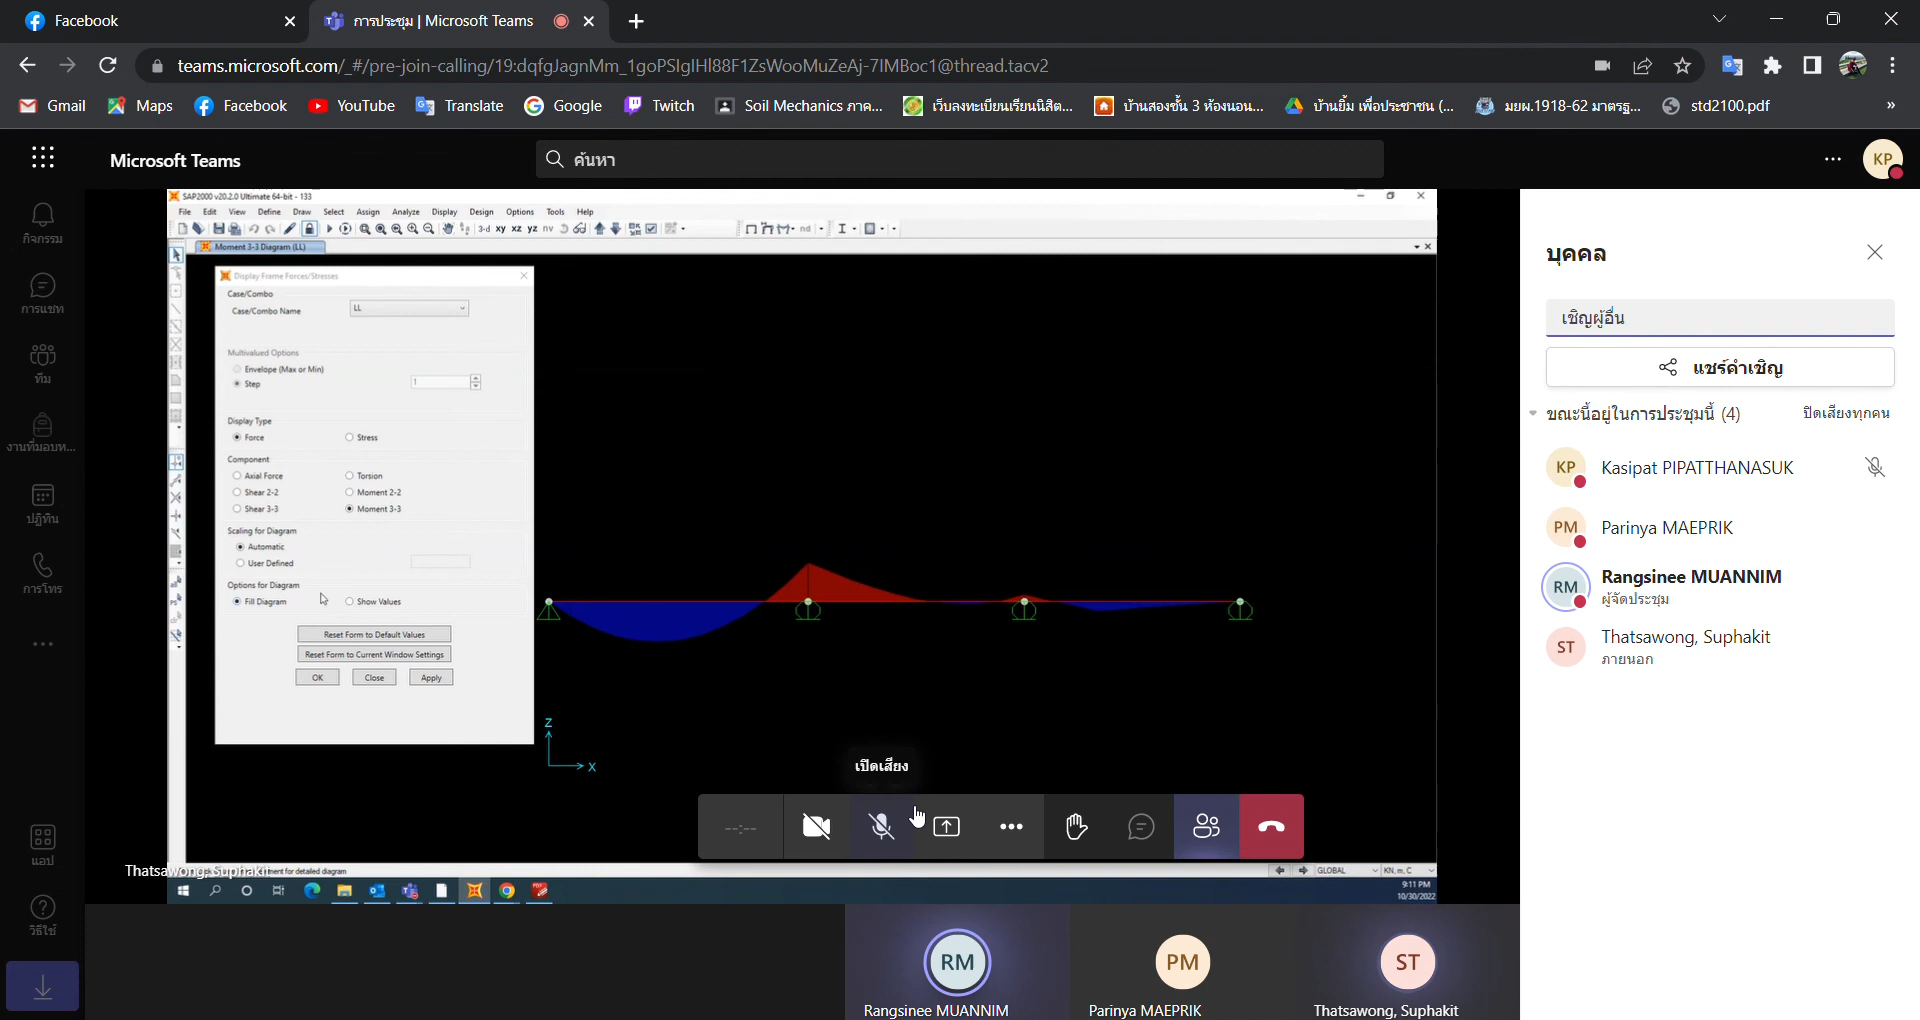 Facebook
การประชุม | Microsoft Teams
teams.microsoft.com/_#/pre-join-calling/19:dqfgJagnMm_1goPSIgIHI88F1ZsWooMuZeAj-7IMBoc1@thread.tacv2
Gmail
Maps
Facebook
YouTube
Translate
Google
Twitch
Soil Mechanics ภาค...
เว็บลงทะเบียนเรียนนิสิต...
บ้านสองชั้น 3 ห้องนอน...
บ้านยิ้ม เพื่อประชาชน (...
มยผ.1918-62 มาตรฐ...
std2100.pdf
»
Microsoft Teams
ค้นหา
KP
กิจกรรม
การแชท
ทีม
งานที่มอบห...
ปฏิทิน
การโทร
แอป
วิธีใช้
SAP2000 v20.2.0 Ultimate 64-bit - 133
File Edit View Define Draw Select Assign Analyze Display Design Options Tools Help
3-d xy xz yz nv
nd
Moment 3-3 Diagram (LL)
Display Frame Forces/Stresses
Case/Combo
Case/Combo Name
LL
Multivalued Options
Envelope (Max or Min)
Step
1
Display Type
Force
Stress
Component
Axial Force
Torsion
Shear 2-2
Moment 2-2
Shear 3-3
Moment 3-3
Scaling for Diagram
Automatic
User Defined
Options for Diagram
Fill Diagram
Show Values
Reset Form to Default Values
Reset Form to Current Window Settings
OK
Close
Apply
Z
X
เปิดเสียง
--:--
Thatsawong, Suphakit
ment for detailed diagram
GLOBAL
KN, m, C
9:11 PM
10/30/2022
RM
Rangsinee MUANNIM
PM
Parinya MAEPRIK
ST
Thatsawong, Suphakit
บุคคล
เชิญผู้อื่น
แชร์คำเชิญ
ขณะนี้อยู่ในการประชุมนี้ (4)
ปิดเสียงทุกคน
KP
Kasipat PIPATTHANASUK
PM
Parinya MAEPRIK
RM
Rangsinee MUANNIM
ผู้จัดประชุม
ST
Thatsawong, Suphakit
ภายนอก